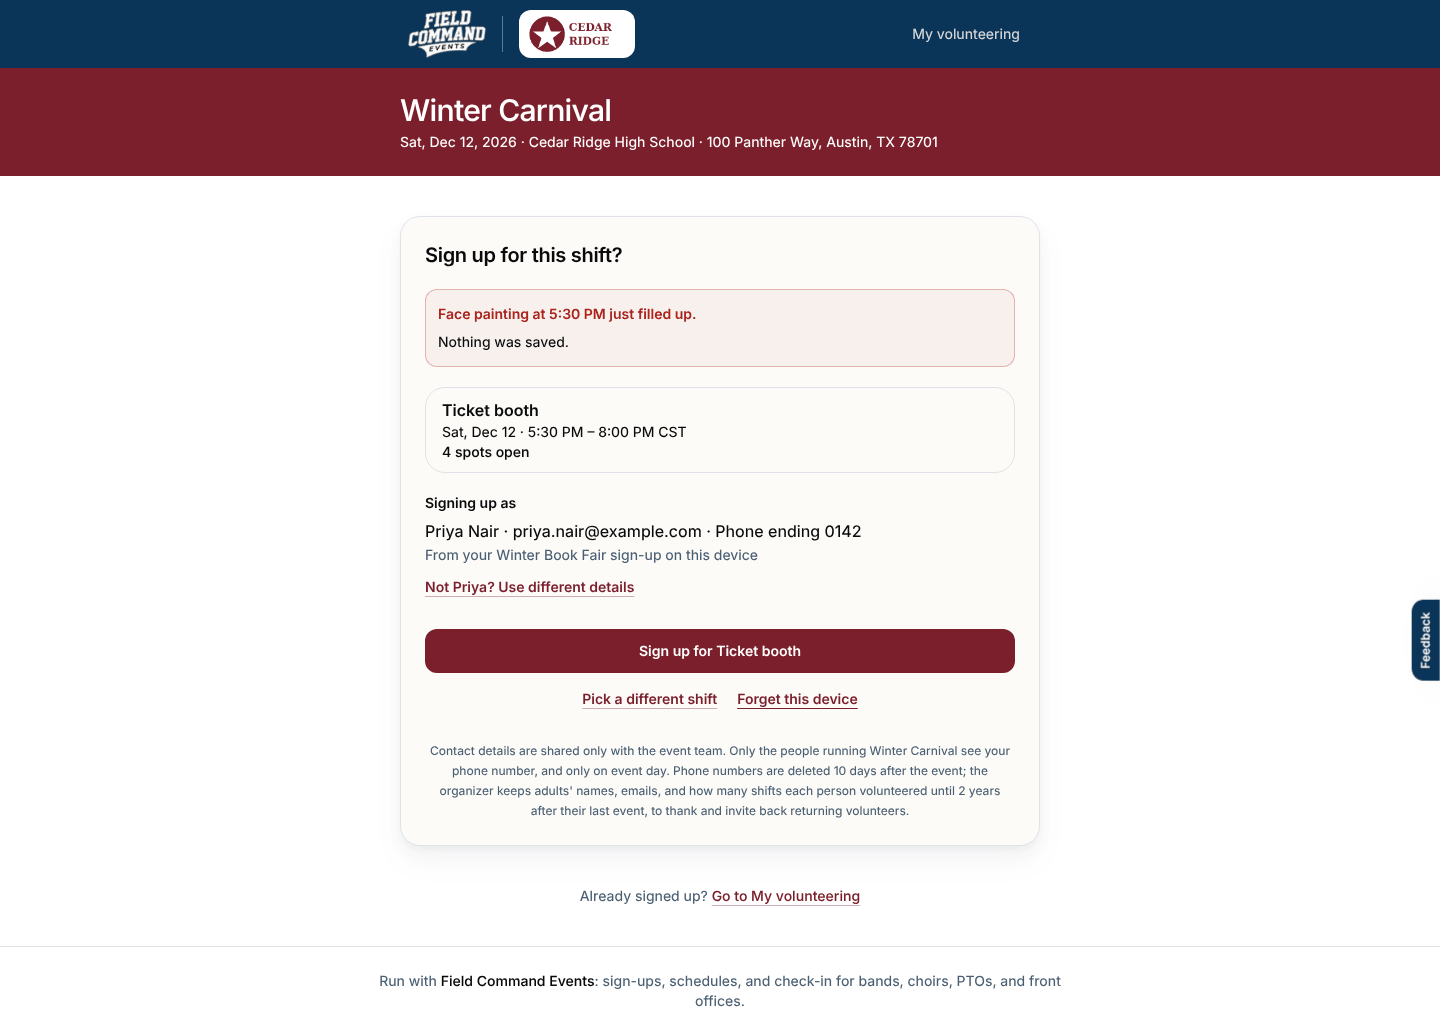 FIELD
COMMAND
EVENTS
CEDAR
RIDGE
My volunteering
Winter Carnival
Sat, Dec 12, 2026 · Cedar Ridge High School · 100 Panther Way, Austin, TX 78701
Sign up for this shift?
Face painting at 5:30 PM just filled up.
Nothing was saved.
Ticket booth
Sat, Dec 12 · 5:30 PM – 8:00 PM CST
4 spots open
Signing up as
Priya Nair · priya.nair@example.com · Phone ending 0142
From your Winter Book Fair sign-up on this device
Not Priya? Use different details
Sign up for Ticket booth
Pick a different shift Forget this device
Contact details are shared only with the event team. Only the people running Winter Carnival see your
phone number, and only on event day. Phone numbers are deleted 10 days after the event; the
organizer keeps adults' names, emails, and how many shifts each person volunteered until 2 years
after their last event, to thank and invite back returning volunteers.
Feedback
Already signed up? Go to My volunteering
Run with Field Command Events: sign-ups, schedules, and check-in for bands, choirs, PTOs, and front
offices.